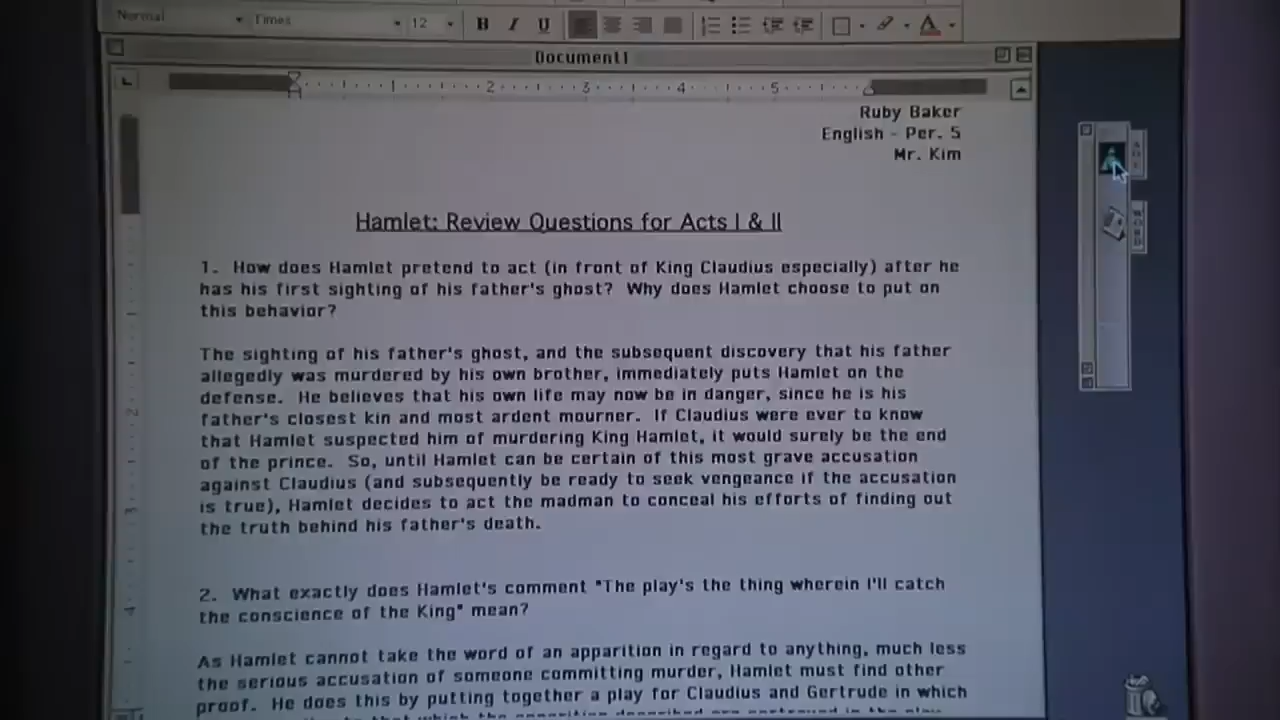 Normal
Times
12
B I U
A
Document1
2 3 4 5
Ruby Baker
English - Per. 5
Mr. Kim
Hamlet: Review Questions for Acts I & II
1. How does Hamlet pretend to act (in front of King Claudius especially) after he
has his first sighting of his father's ghost? Why does Hamlet choose to put on
this behavior?
The sighting of his father's ghost, and the subsequent discovery that his father
allegedly was murdered by his own brother, immediately puts Hamlet on the
defense. He believes that his own life may now be in danger, since he is his
father's closest kin and most ardent mourner. If Claudius were ever to know
that Hamlet suspected him of murdering King Hamlet, it would surely be the end
of the prince. So, until Hamlet can be certain of this most grave accusation
against Claudius (and subsequently be ready to seek vengeance if the accusation
is true), Hamlet decides to act the madman to conceal his efforts of finding out
the truth behind his father's death.
2. What exactly does Hamlet's comment "The play's the thing wherein I'll catch
the conscience of the King" mean?
As Hamlet cannot take the word of an apparition in regard to anything, much less
the serious accusation of someone committing murder, Hamlet must find other
proof. He does this by putting together a play for Claudius and Gertrude in which